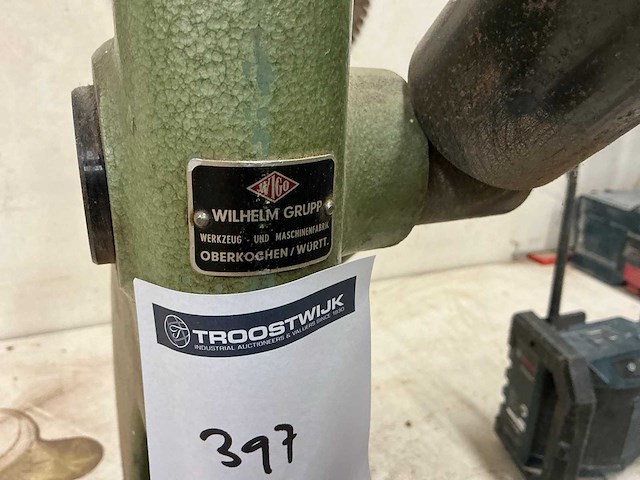 WIGO
WILHELM GRUPP
WERKZEUG - UND MASCHINENFABRIK
OBERKOCHEN/WÜRTT.
TROOSTWIJK
INDUSTRIAL AUCTIONEERS & VALUERS SINCE 1930
397